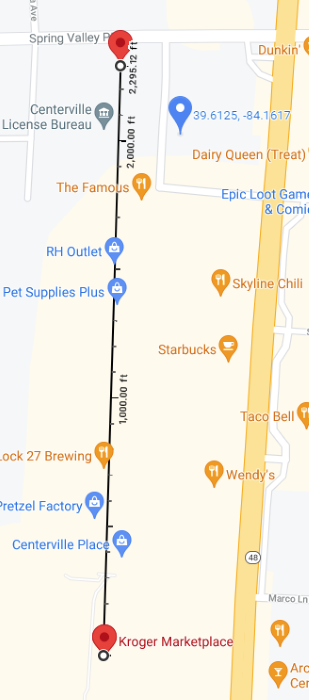 a Ave
Spring Valley P
Dunkin'
2,295.12 ft
Centerville
License Bureau
39.6125, -84.1617
2,000.00 ft
Dairy Queen (Treat)
The Famous
Epic Loot Game
& Comic
RH Outlet
Skyline Chili
Pet Supplies Plus
Starbucks
1,000.00 ft
Taco Bell
Lock 27 Brewing
Wendy's
Pretzel Factory
Centerville Place
48
Marco Ln
Kroger Marketplace
Aro
Cer